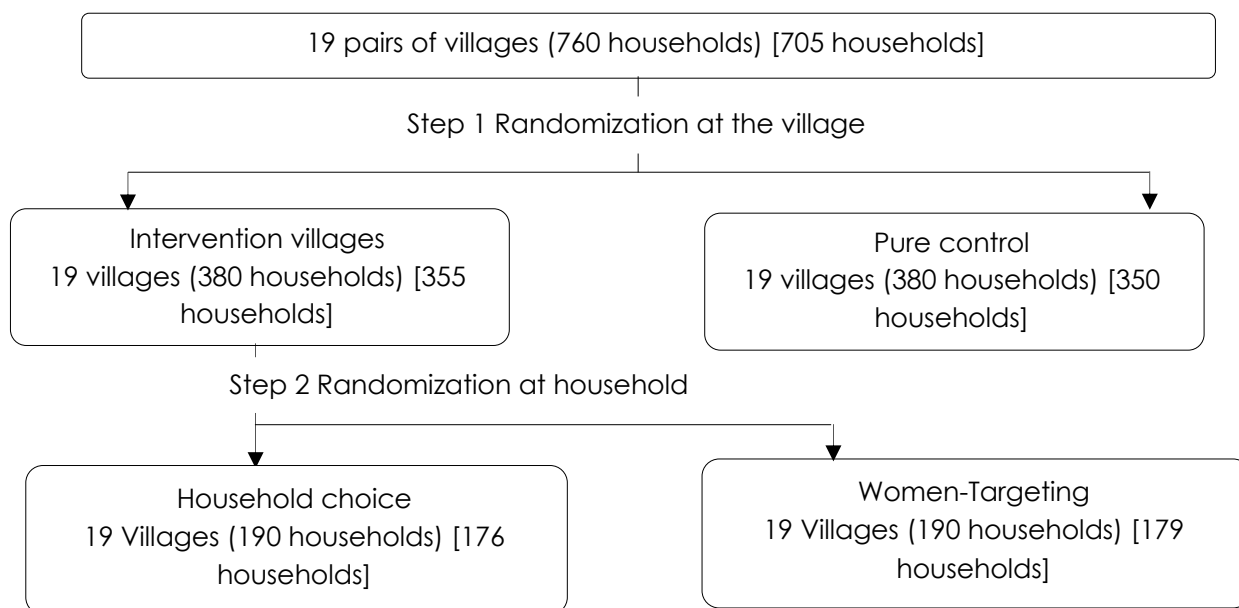 19 pairs of villages (760 households) [705 households]
Step 1 Randomization at the village
Intervention villages
19 villages (380 households) [355
households]
Pure control
19 villages (380 households) [350
households]
Step 2 Randomization at household
Household choice
19 Villages (190 households) [176
households]
Women-Targeting
19 Villages (190 households) [179
households]